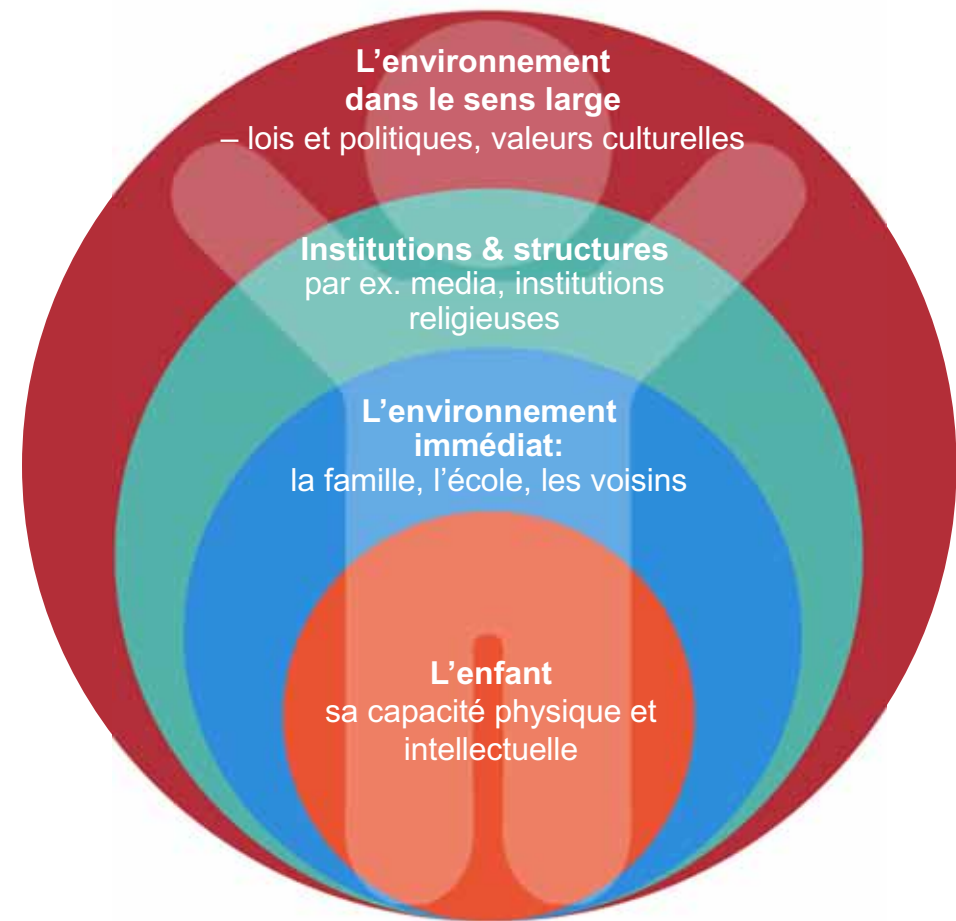 L’environnement
dans le sens large
– lois et politiques, valeurs culturelles
Institutions & structures
par ex. media, institutions
religieuses
L’environnement
immédiat:
la famille, l’école, les voisins
L’enfant
sa capacité physique et
intellectuelle